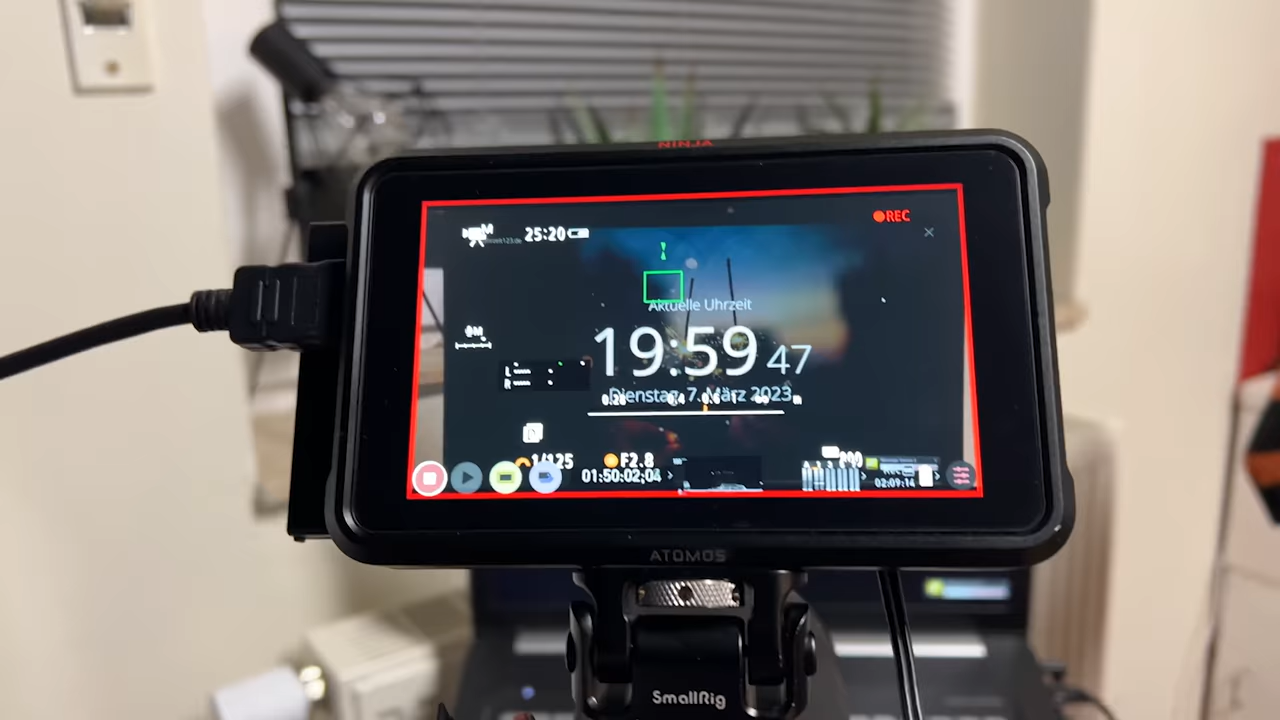 NINJA
REC
M
25:20
Aktuelle Uhrzeit
19:59 47
M
L
R
Dienstag, 7. März 2023
1/125
F2.8
01:50:02;04
02:09:14
ATOMOS
SmallRig